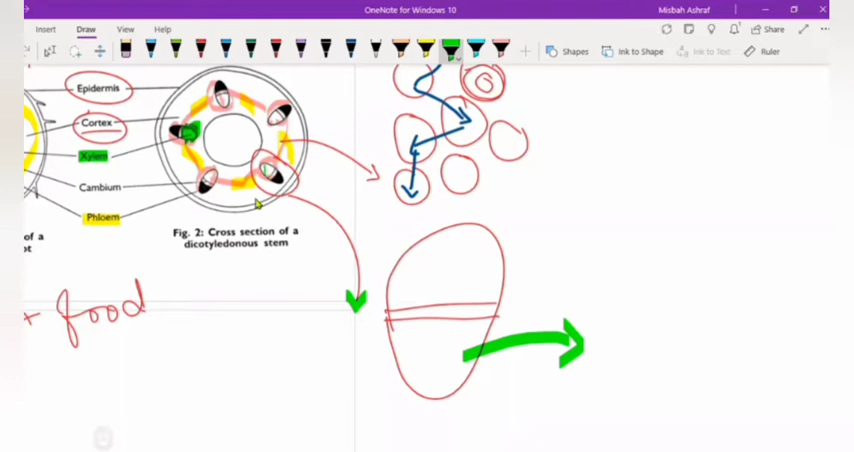 OneNote for Windows 10
Misbah Ashraf
Insert Draw View Help
Share
Shapes Ink to Shape Ink to Text Ruler
Epidermis
Cortex
Xylem
Cambium
Phloem
of a
Fig. 2: Cross section of a
dicotyledonous stem
+ food